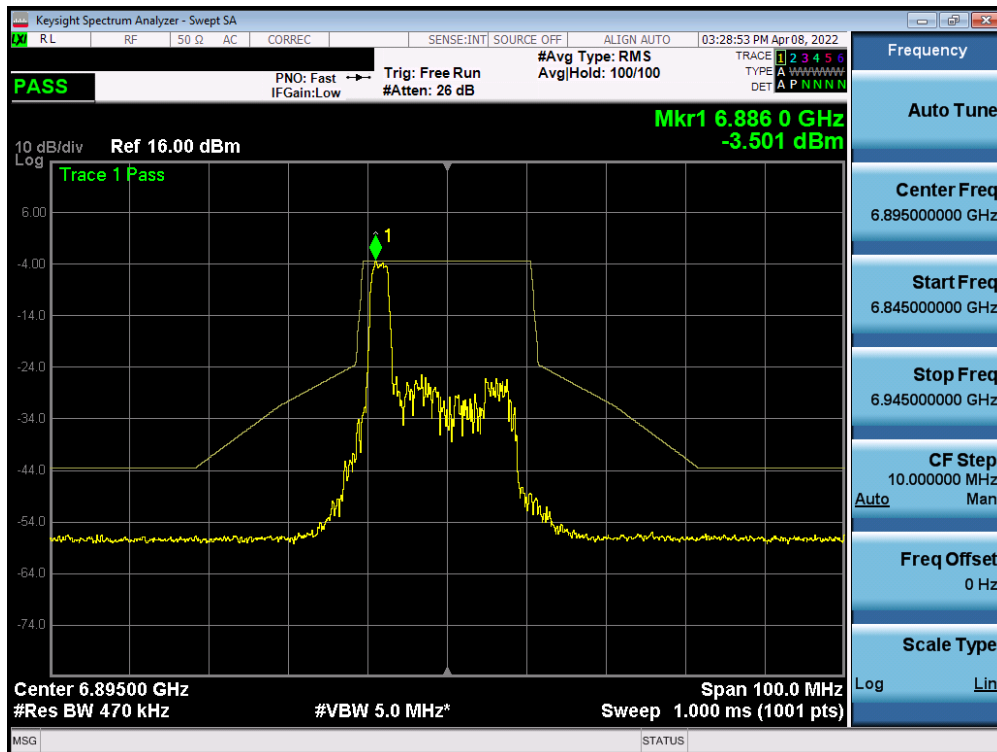 Keysight Spectrum Analyzer - Swept SA
LXI RL RF 50 Ω AC CORREC SENSE:INT SOURCE OFF ALIGN AUTO 03:28:53 PM Apr 08, 2022
PASS
PNO: Fast
IFGain:Low
Trig: Free Run
#Atten: 26 dB
#Avg Type: RMS
Avg|Hold: 100/100
TRACE 1 2 3 4 5 6
TYPE A WWWWW
DET A P N N N N
Mkr1 6.886 0 GHz
-3.501 dBm
10 dB/div Ref 16.00 dBm
Log
Trace 1 Pass
1
6.00
-4.00
-14.0
-24.0
-34.0
-44.0
-54.0
-64.0
-74.0
Center 6.89500 GHz Span 100.0 MHz
#Res BW 470 kHz #VBW 5.0 MHz* Sweep 1.000 ms (1001 pts)
MSG STATUS
Frequency
Auto Tune
Center Freq
6.895000000 GHz
Start Freq
6.845000000 GHz
Stop Freq
6.945000000 GHz
CF Step
10.000000 MHz
Auto Man
Freq Offset
0 Hz
Scale Type
Log Lin